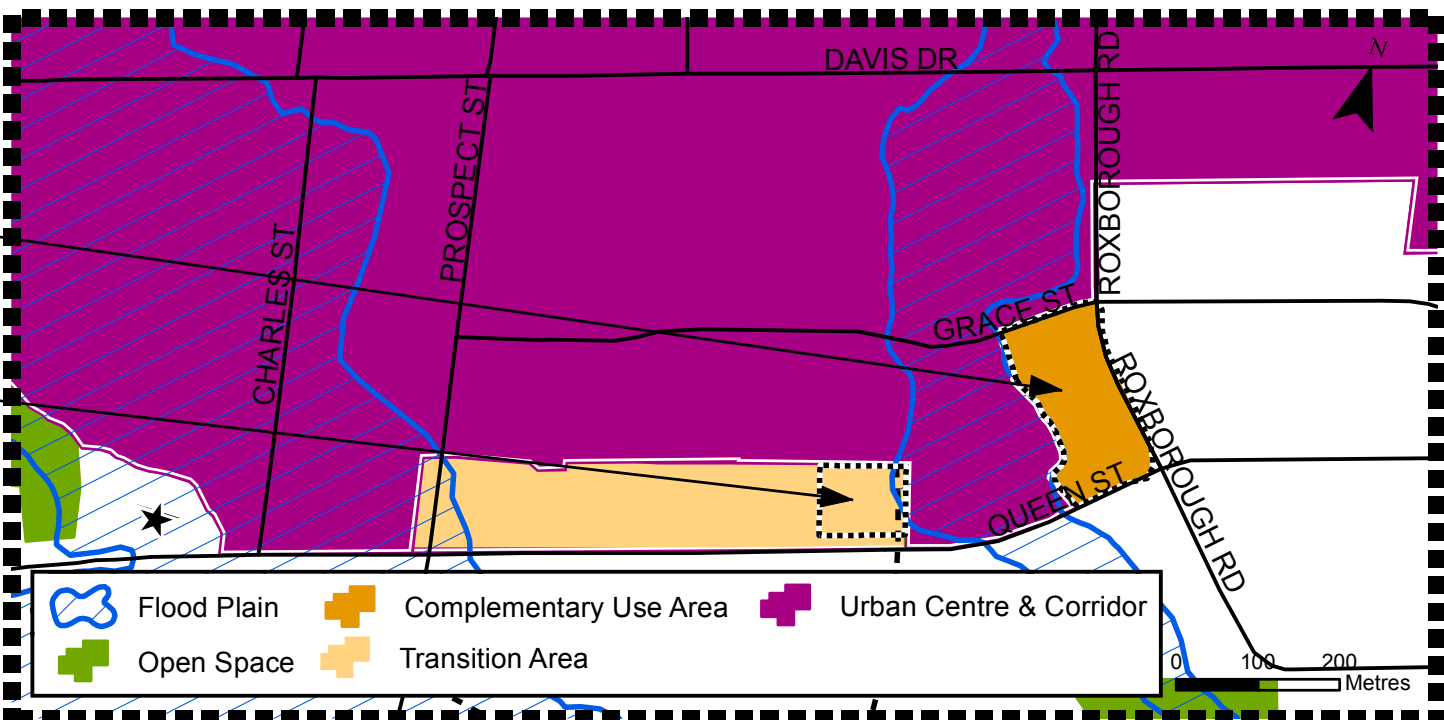 N
DAVIS DR
ROXBOROUGH RD
PROSPECT ST
CHARLES ST
GRACE ST
ROXBOROUGH RD
QUEEN ST
Flood Plain
Complementary Use Area
Urban Centre & Corridor
Open Space
Transition Area
0 100 200
Metres